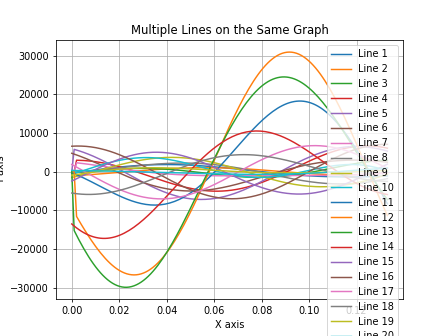 Multiple Lines on the Same Graph
30000
20000
10000
0
−10000
−20000
−30000
0.00
0.02
0.04
0.06
0.08
0.10
X axis
Line 1
Line 2
Line 3
Line 4
Line 5
Line 6
Line 7
Line 8
Line 9
Line 10
Line 11
Line 12
Line 13
Line 14
Line 15
Line 16
Line 17
Line 18
Line 19
Line 20